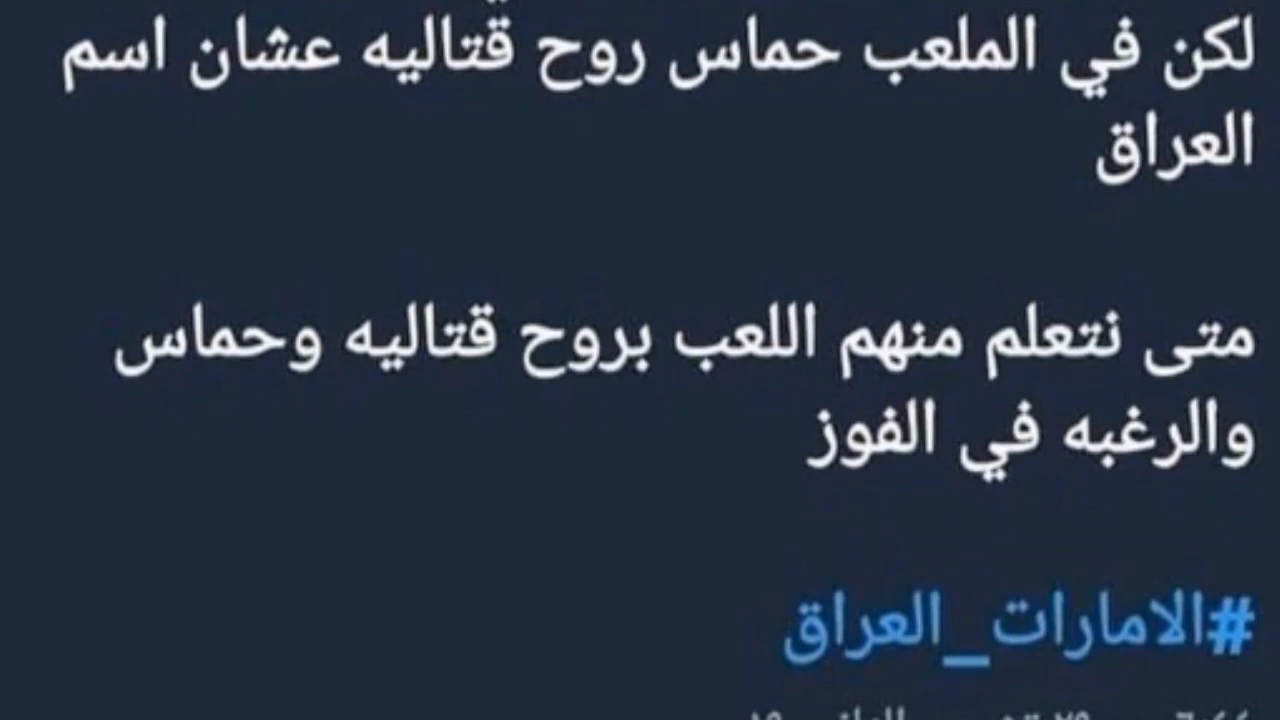 لكن في الملعب حماس روح قتاليه عشان اسم
العراق
متى نتعلم منهم اللعب بروح قتاليه وحماس
والرغبه في الفوز
#الامارات_العراق